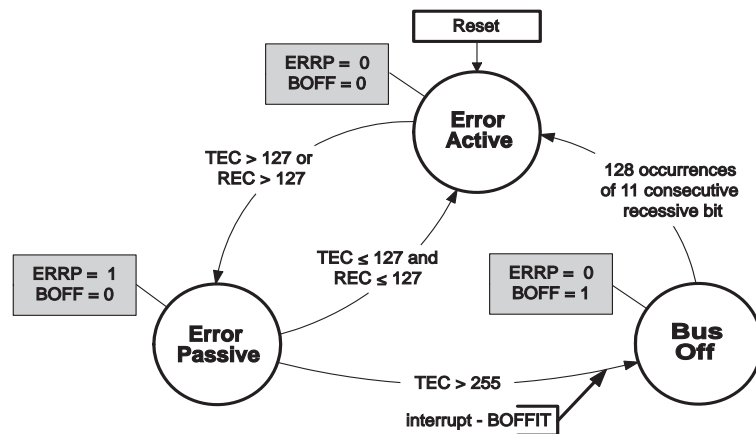 Reset
ERRP = 0
BOFF = 0
Error
Active
TEC > 127 or
REC > 127
128 occurrences
of 11 consecutive
recessive bit
TEC ≤ 127 and
REC ≤ 127
ERRP = 1
BOFF = 0
ERRP = 0
BOFF = 1
Error
Passive
Bus
Off
TEC > 255
interrupt - BOFFIT